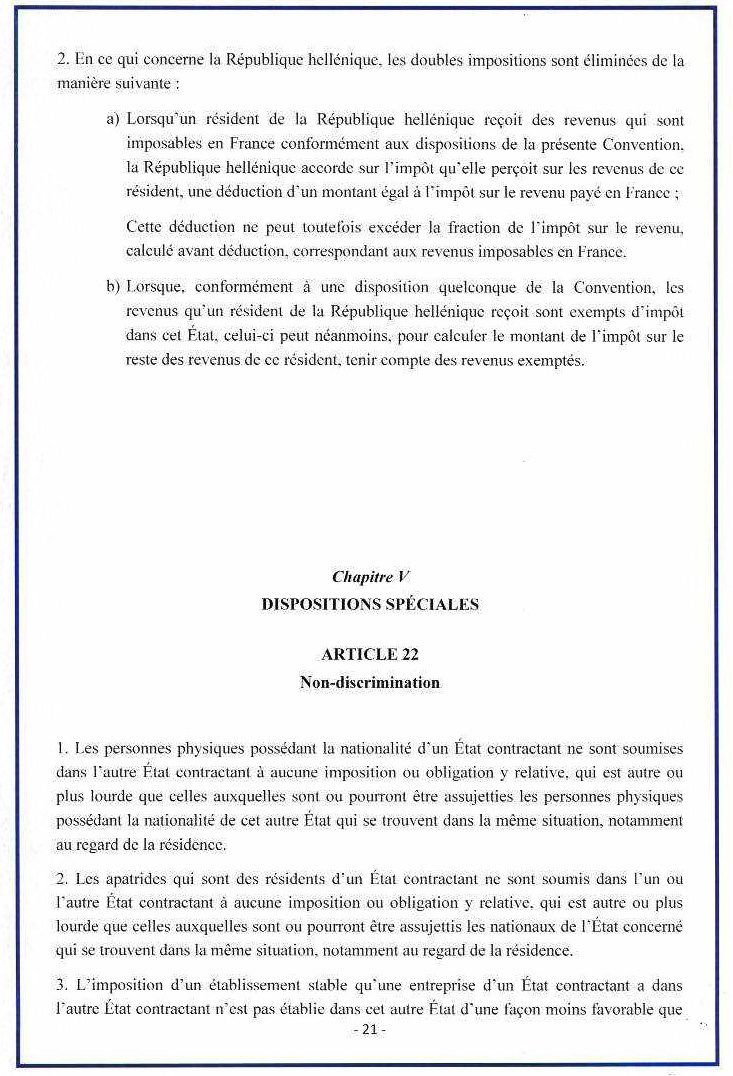 2. En ce qui concerne la République hellénique, les doubles impositions sont éliminées de la
manière suivante :
a) Lorsqu'un résident de la République hellénique reçoit des revenus qui sont
imposables en France conformément aux dispositions de la présente Convention,
la République hellénique accorde sur l'impôt qu'elle perçoit sur les revenus de ce
résident, une déduction d'un montant égal à l'impôt sur le revenu payé en France ;
Cette déduction ne peut toutefois excéder la fraction de l'impôt sur le revenu,
calculé avant déduction, correspondant aux revenus imposables en France.
b) Lorsque, conformément à une disposition quelconque de la Convention, les
revenus qu'un résident de la République hellénique reçoit sont exempts d'impôt
dans cet État, celui-ci peut néanmoins, pour calculer le montant de l'impôt sur le
reste des revenus de ce résident, tenir compte des revenus exemptés.
Chapitre V
DISPOSITIONS SPÉCIALES
ARTICLE 22
Non-discrimination
1. Les personnes physiques possédant la nationalité d'un État contractant ne sont soumises
dans l'autre État contractant à aucune imposition ou obligation y relative, qui est autre ou
plus lourde que celles auxquelles sont ou pourront être assujetties les personnes physiques
possédant la nationalité de cet autre État qui se trouvent dans la même situation, notamment
au regard de la résidence.
2. Les apatrides qui sont des résidents d'un État contractant ne sont soumis dans l'un ou
l'autre État contractant à aucune imposition ou obligation y relative, qui est autre ou plus
lourde que celles auxquelles sont ou pourront être assujettis les nationaux de l'État concerné
qui se trouvent dans la même situation, notamment au regard de la résidence.
3. L'imposition d'un établissement stable qu'une entreprise d'un État contractant a dans
l'autre État contractant n'est pas établie dans cet autre État d'une façon moins favorable que
- 21 -